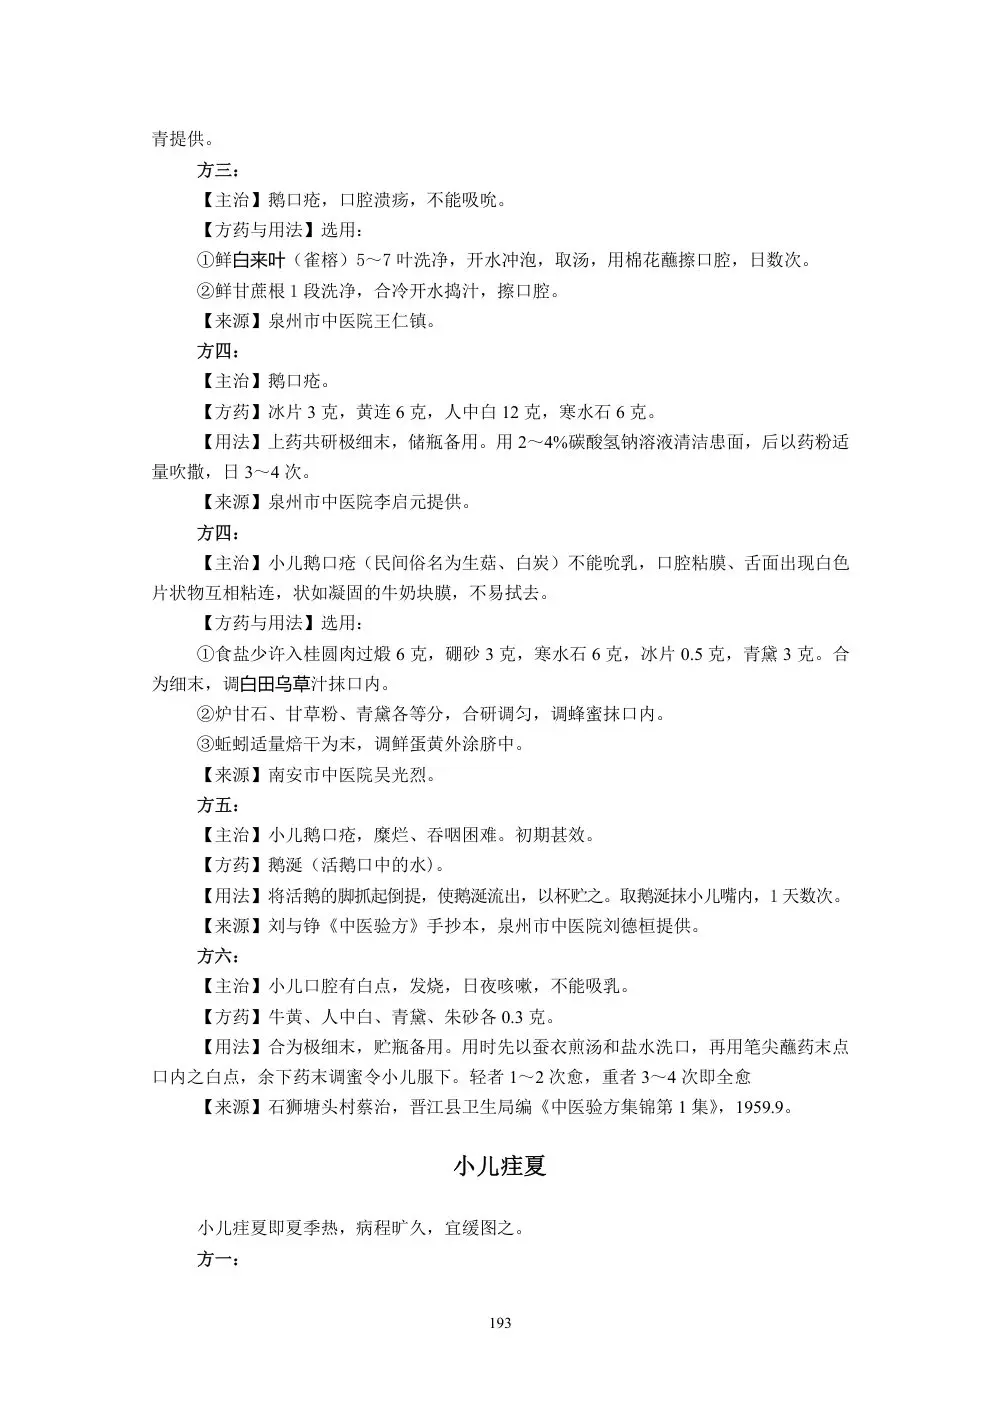 青提供。
方三：
【主治】鹅口疮，口腔溃疡，不能吸吮。
【方药与用法】选用：
①鲜白来叶（雀榕）5～7 叶洗净，开水冲泡，取汤，用棉花蘸擦口腔，日数次。
②鲜甘蔗根 1 段洗净，合冷开水捣汁，擦口腔。
【来源】泉州市中医院王仁镇。
方四：
【主治】鹅口疮。
【方药】冰片 3 克，黄连 6 克，人中白 12 克，寒水石 6 克。
【用法】上药共研极细末，储瓶备用。用 2～4%碳酸氢钠溶液清洁患面，后以药粉适
量吹撒，日 3～4 次。
【来源】泉州市中医院李启元提供。
方四：
【主治】小儿鹅口疮（民间俗名为生菇、白炭）不能吮乳，口腔粘膜、舌面出现白色
片状物互相粘连，状如凝固的牛奶块膜，不易拭去。
【方药与用法】选用：
①食盐少许入桂圆肉过煅 6 克，硼砂 3 克，寒水石 6 克，冰片 0.5 克，青黛 3 克。合
为细末，调白田乌草汁抹口内。
②炉甘石、甘草粉、青黛各等分，合研调匀，调蜂蜜抹口内。
③蚯蚓适量焙干为末，调鲜蛋黄外涂脐中。
【来源】南安市中医院吴光烈。
方五：
【主治】小儿鹅口疮，糜烂、吞咽困难。初期甚效。
【方药】鹅涎（活鹅口中的水）。
【用法】将活鹅的脚抓起倒提，使鹅涎流出，以杯贮之。取鹅涎抹小儿嘴内，1 天数次。
【来源】刘与铮《中医验方》手抄本，泉州市中医院刘德桓提供。
方六：
【主治】小儿口腔有白点，发烧，日夜咳嗽，不能吸乳。
【方药】牛黄、人中白、青黛、朱砂各 0.3 克。
【用法】合为极细末，贮瓶备用。用时先以蚕衣煎汤和盐水洗口，再用笔尖蘸药末点
口内之白点，余下药末调蜜令小儿服下。轻者 1～2 次愈，重者 3～4 次即全愈
【来源】石狮塘头村蔡治，晋江县卫生局编《中医验方集锦第 1 集》，1959.9。
小儿疰夏
小儿疰夏即夏季热，病程旷久，宜缓图之。
方一：
193